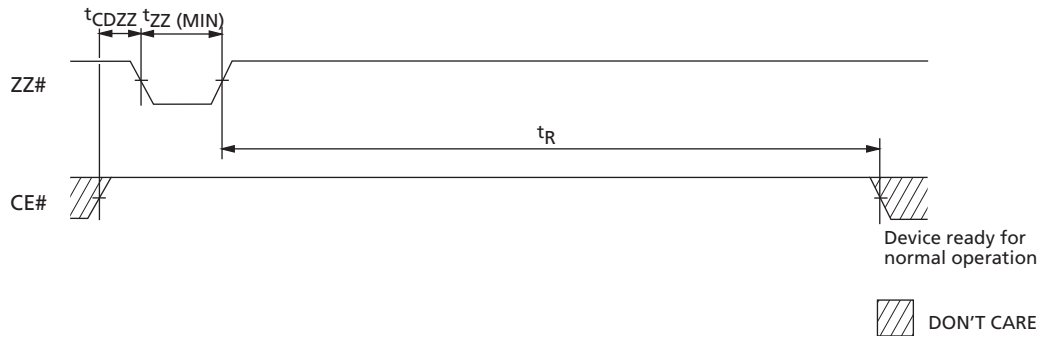 tCDZZ tZZ (MIN)
ZZ#
tR
CE#
Device ready for
normal operation
DON'T CARE